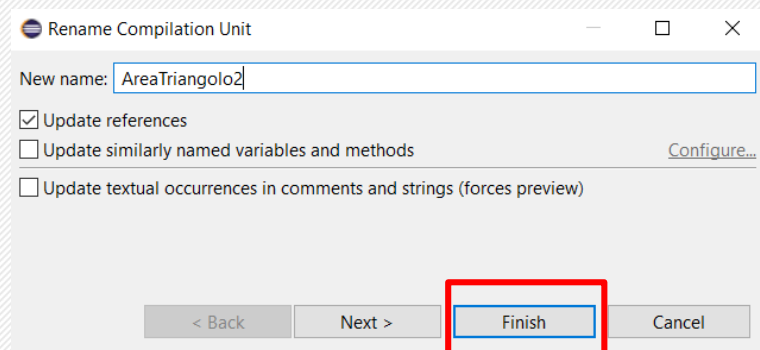 Rename Compilation Unit
New name: AreaTriangolo2
Update references
Update similarly named variables and methods Configure...
Update textual occurrences in comments and strings (forces preview)
< Back Next > Finish Cancel